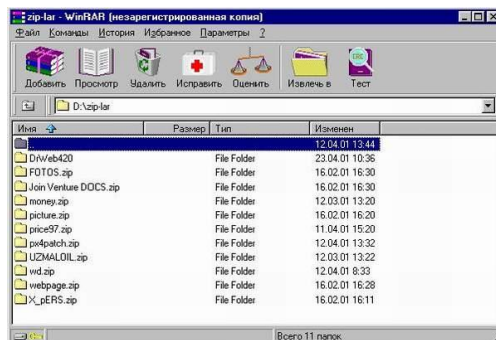 zip-lar - WinRAR (незарегистрированная копия)
Файл Команды История Избранное Параметры ?
Добавить Просмотр Удалить Исправить Оценить Извлечь в Тест
D:\zip-lar
Имя Размер Тип Изменен
.. 12.04.01 13:44
DrWeb420 File Folder 23.04.01 10:36
FOTOS.zip File Folder 16.02.01 16:30
Join Venture DOCS.zip File Folder 16.02.01 16:30
money.zip File Folder 12.03.01 13:20
picture.zip File Folder 16.02.01 16:20
price97.zip File Folder 11.04.01 15:20
px4patch.zip File Folder 12.04.01 13:32
UZMALOIL.zip File Folder 12.03.01 13:22
wd.zip File Folder 12.04.01 8:33
webpage.zip File Folder 16.02.01 16:28
X_pERS.zip File Folder 16.02.01 16:11
Всего 11 папок